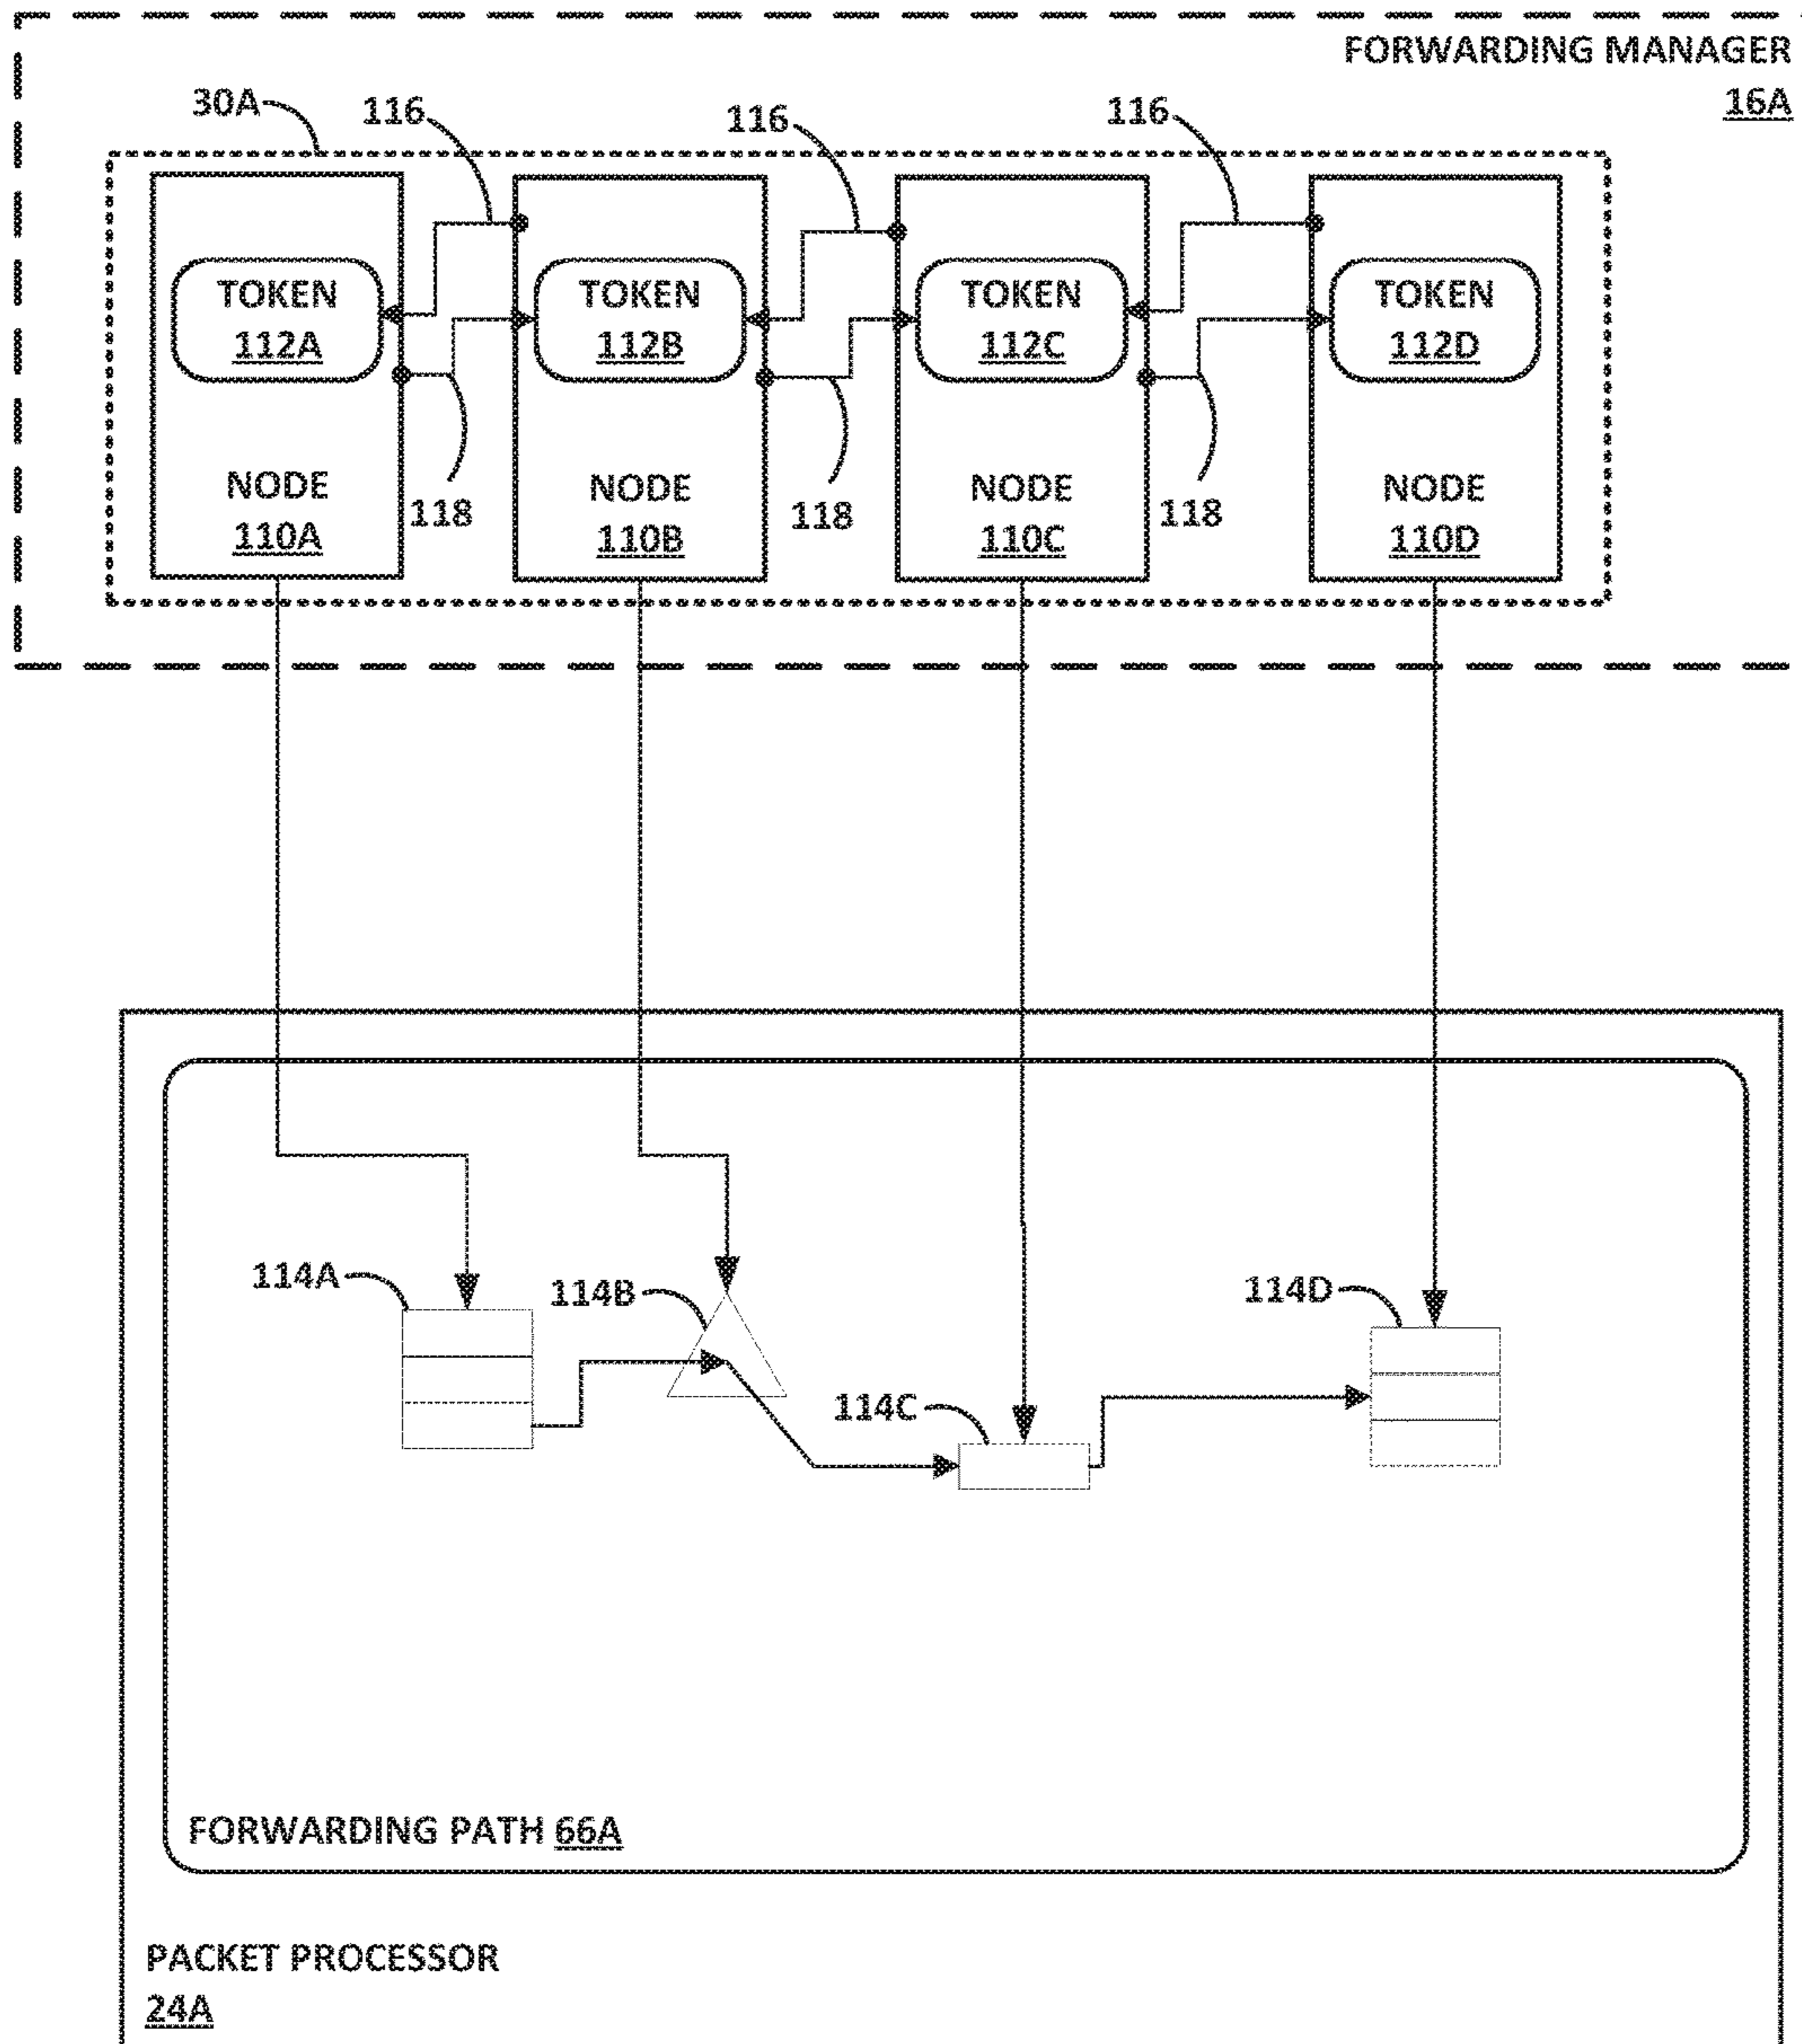 FORWARDING MANAGER
16A
30A
116
116
116
TOKEN
112A
TOKEN
112B
TOKEN
112C
TOKEN
112D
NODE
110A
118
NODE
110B
118
NODE
110C
118
NODE
110D
114A
114B
114C
114D
FORWARDING PATH 66A
PACKET PROCESSOR
24A